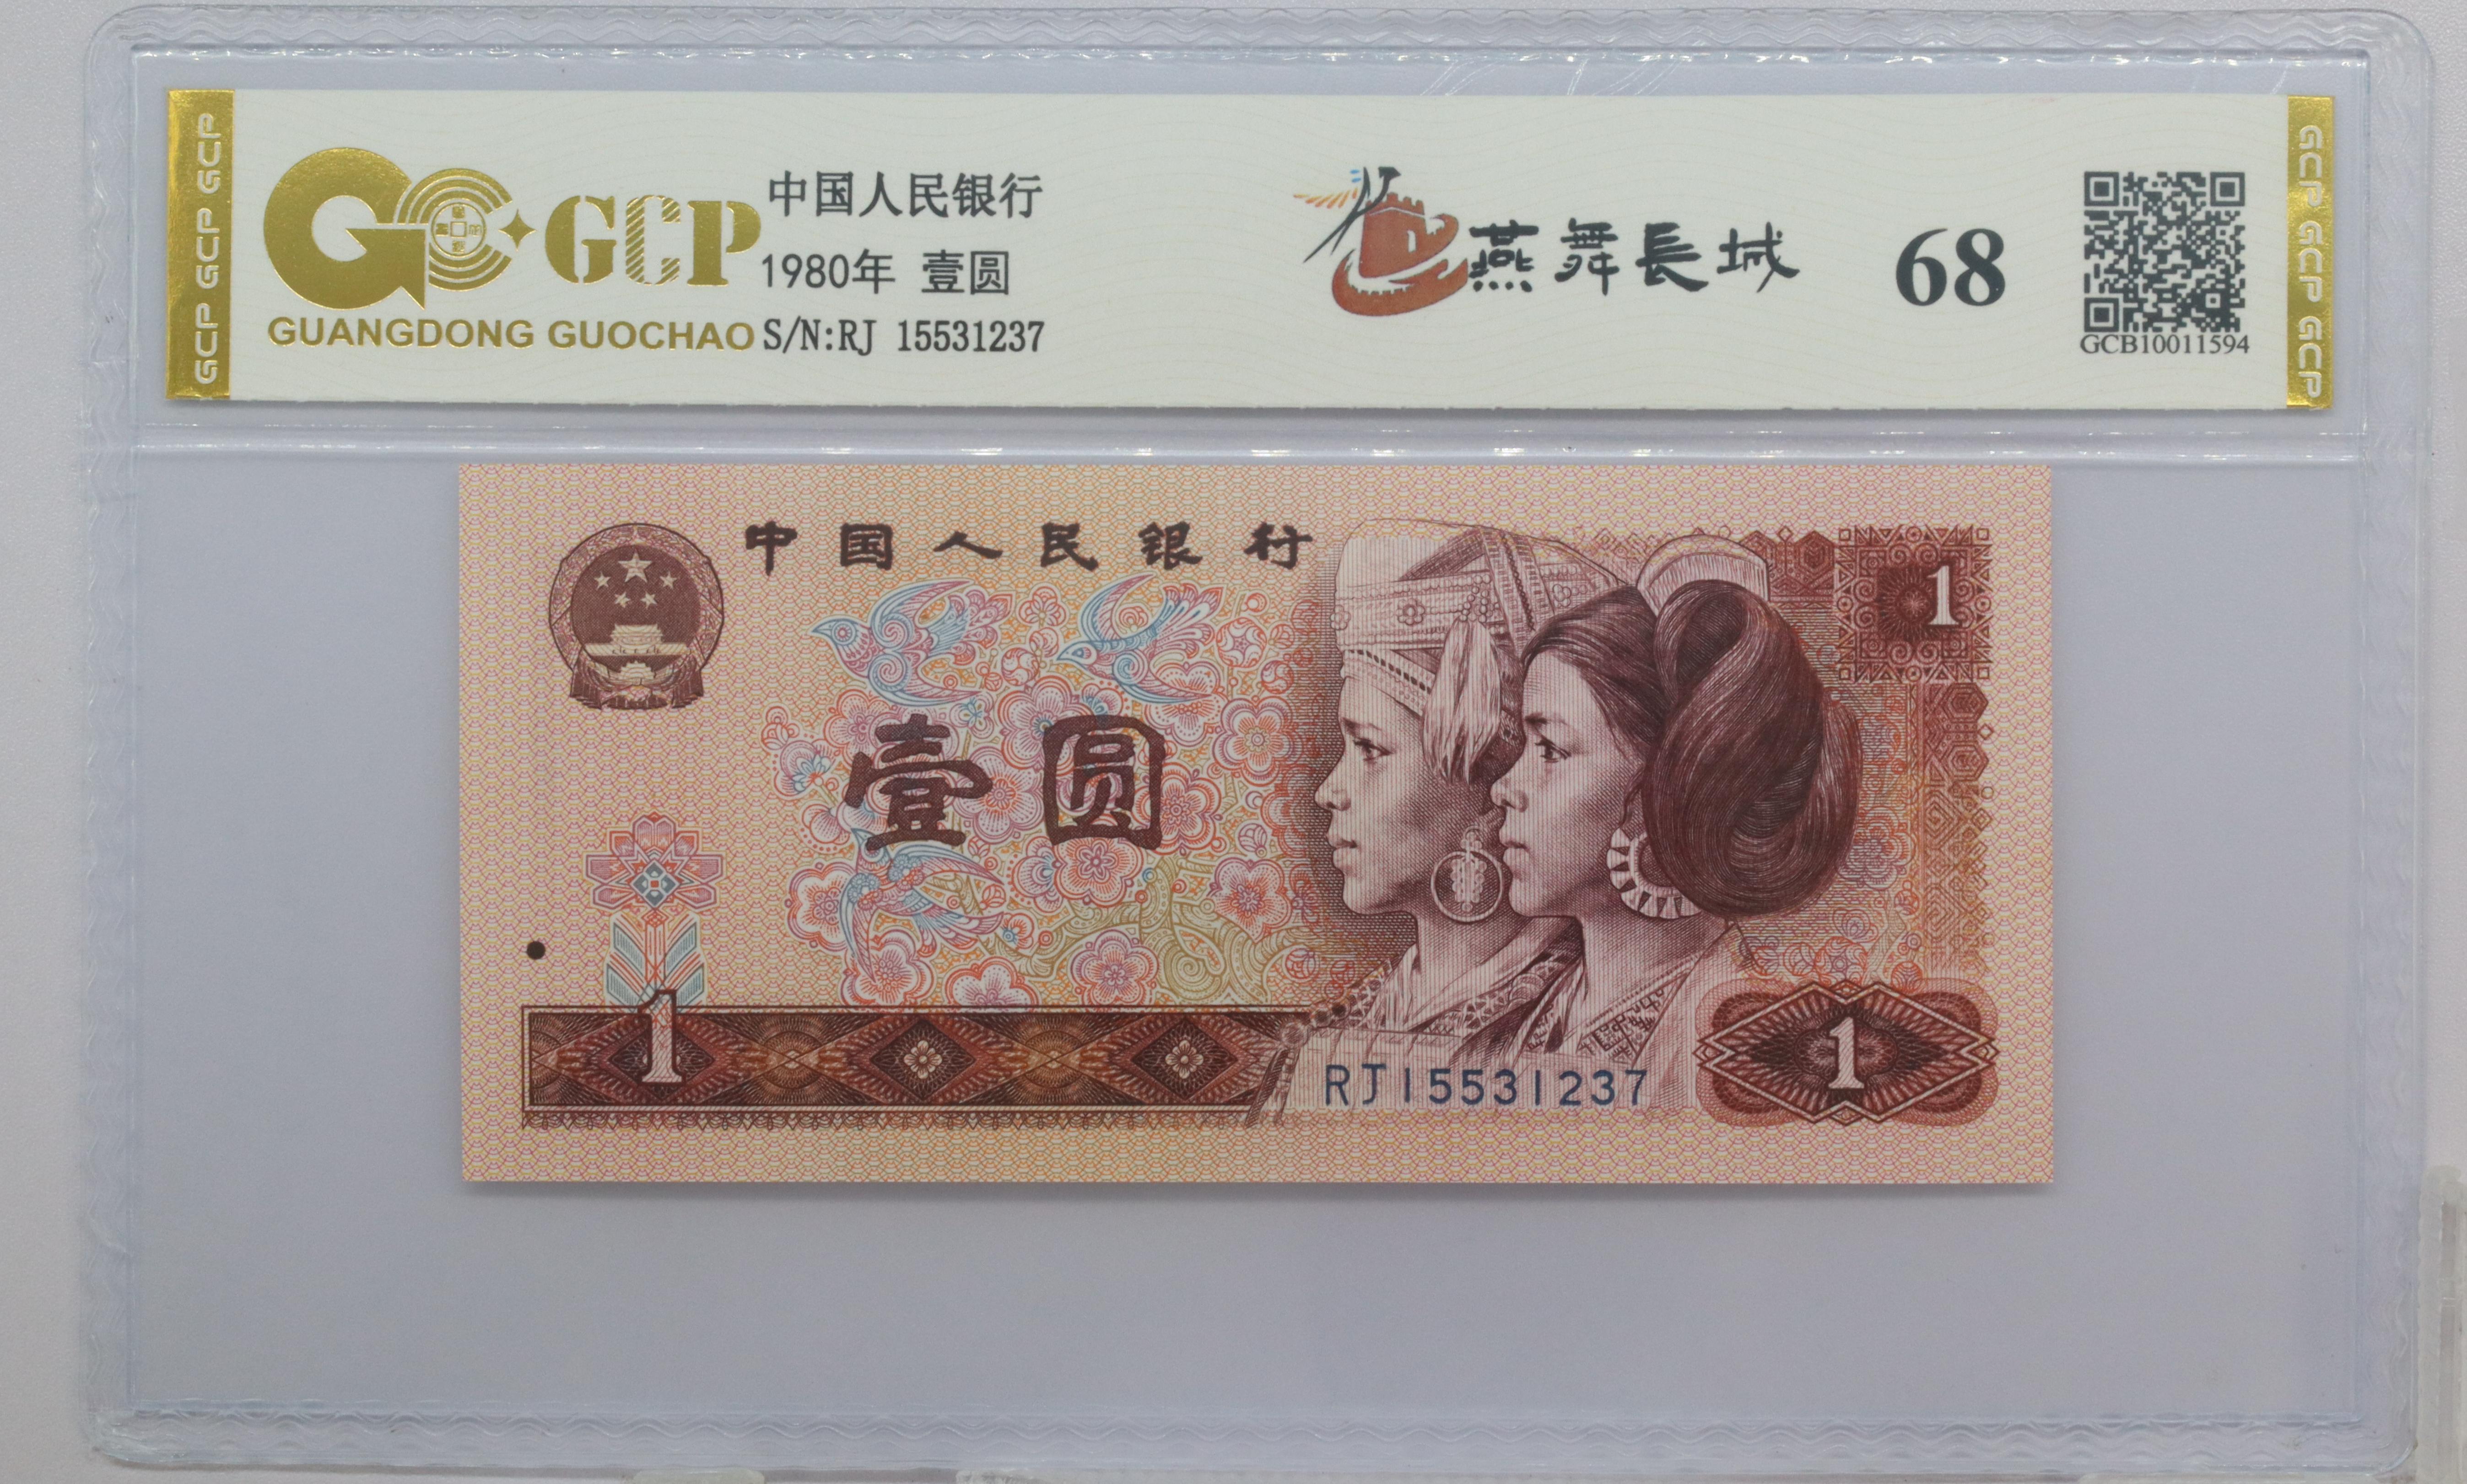 GCP GCP GCP
GCP
GUANGDONG GUOCHAO
中国人民银行
1980年 壹圆
S/N:RJ 15531237
燕舞長城
68
GCB10011594
GCP GCP GCP
中国人民银行
1
壹圆
1
RJ15531237
1